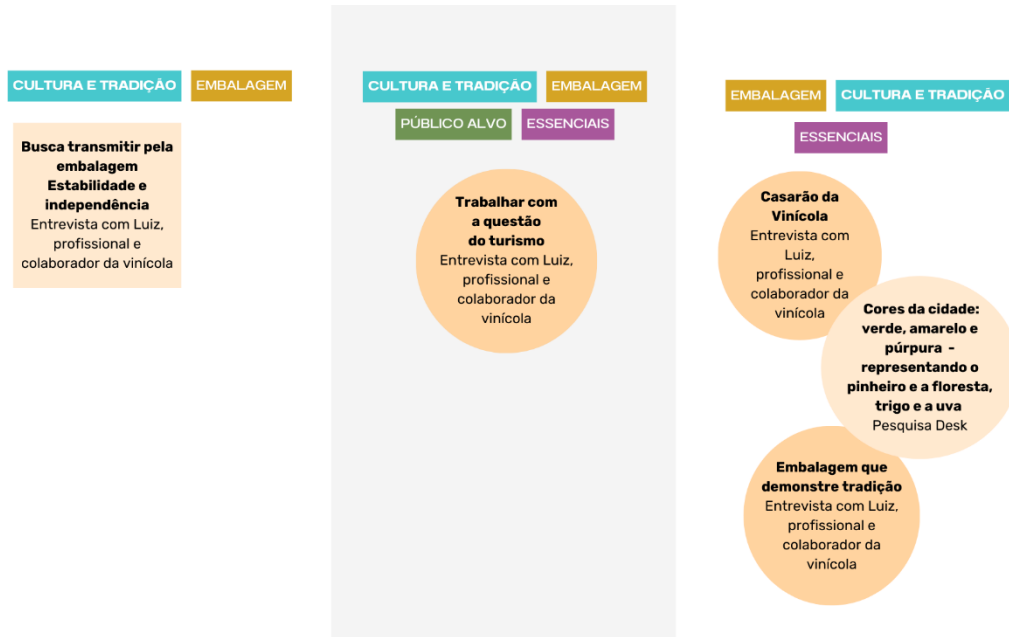 CULTURA E TRADIÇÃO
EMBALAGEM
Busca transmitir pela
embalagem
Estabilidade e
independência
Entrevista com Luiz,
profissional e
colaborador da vinícola
CULTURA E TRADIÇÃO
EMBALAGEM
PÚBLICO ALVO
ESSENCIAIS
Trabalhar com
a questão
do turismo
Entrevista com Luiz,
profissional e
colaborador da
vinícola
EMBALAGEM
CULTURA E TRADIÇÃO
ESSENCIAIS
Casarão da
Vinícola
Entrevista com
Luiz,
profissional e
colaborador da
vinícola
Cores da cidade:
verde, amarelo e
púrpura -
representando o
pinheiro e a floresta,
trigo e a uva
Pesquisa Desk
Embalagem que
demonstre tradição
Entrevista com Luiz,
profissional e
colaborador da
vinícola